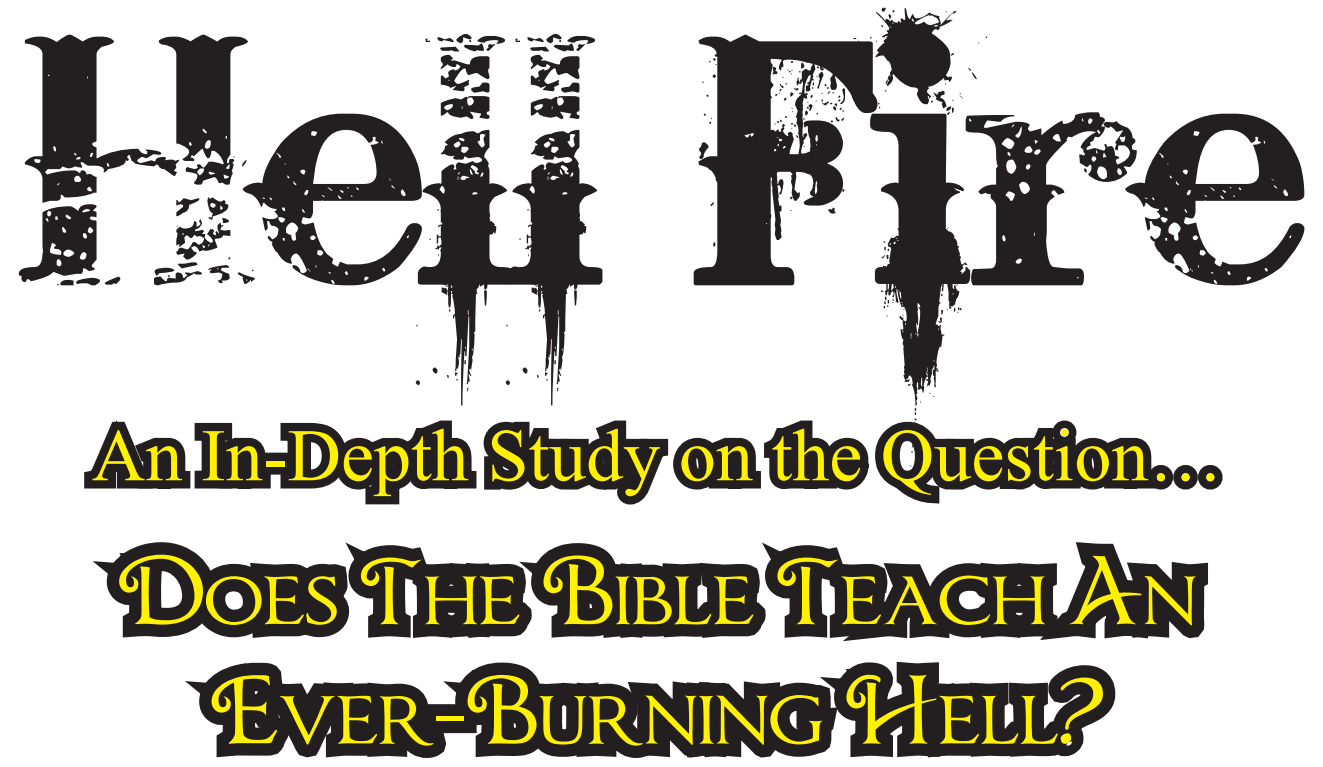 Hell Fire
An In-Depth Study on the Question...
Does The Bible Teach An
Ever-Burning Hell?